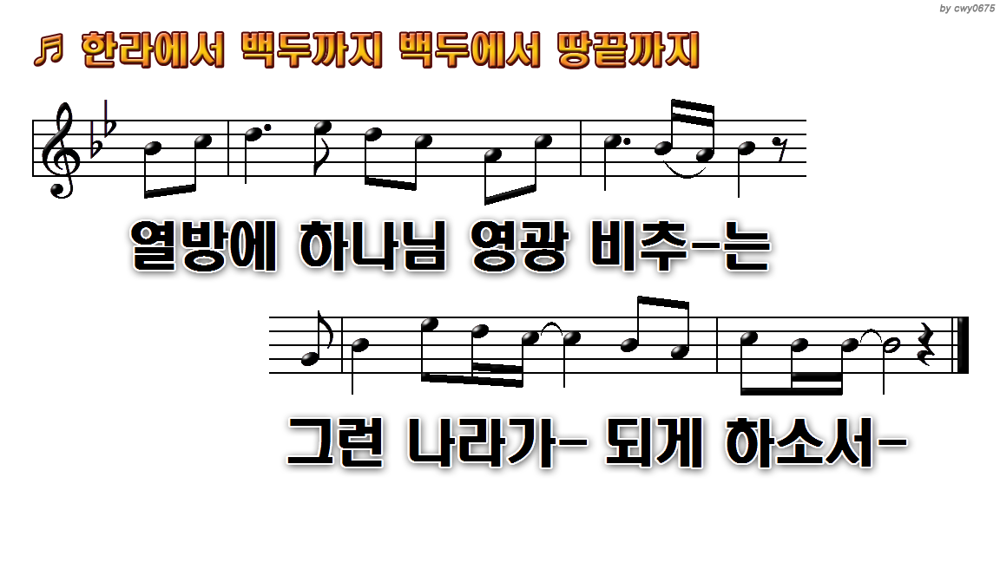 by cwy0675
♬ 한라에서 백두까지 백두에서 땅끝까지
열방에 하나님 영광 비추-는
그런 나라가- 되게 하소서-